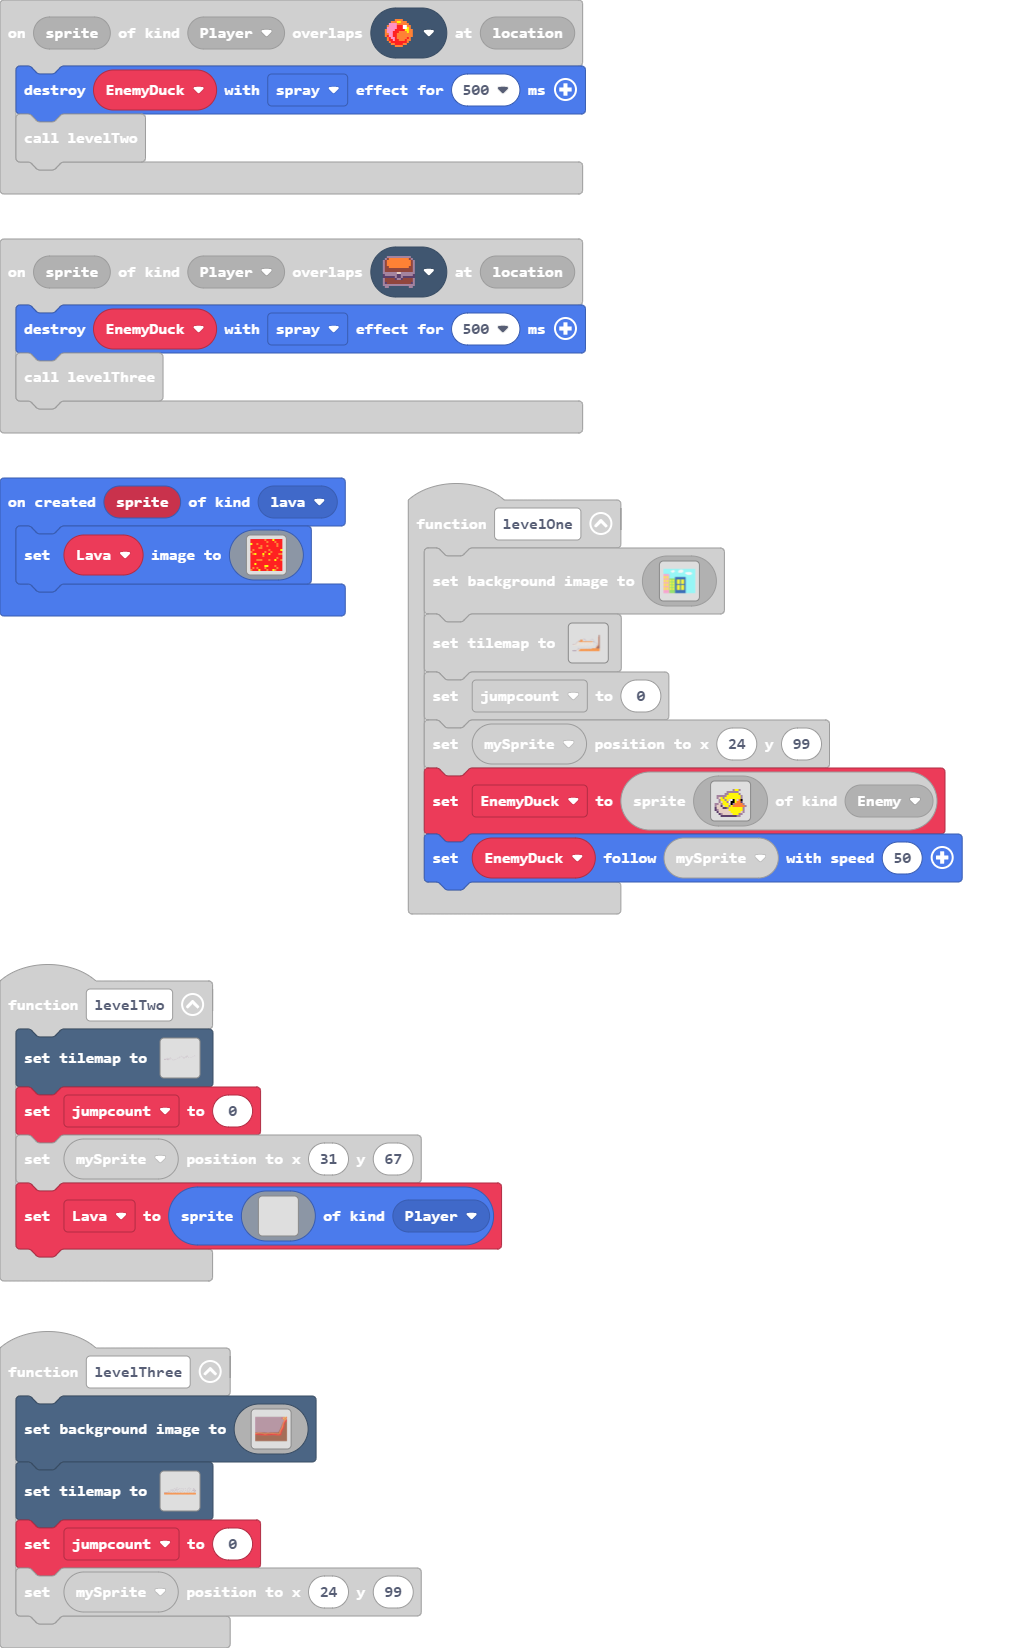 on sprite of kind Player overlaps at location
destroy EnemyDuck with spray effect for 500 ms
call levelTwo
on sprite of kind Player overlaps at location
destroy EnemyDuck with spray effect for 500 ms
call levelThree
on created sprite of kind lava
set Lava image to
function levelOne
set background image to
set tilemap to
set jumpcount to 0
set mySprite position to x 24 y 99
set EnemyDuck to sprite of kind Enemy
set EnemyDuck follow mySprite with speed 50
function levelTwo
set tilemap to
set jumpcount to 0
set mySprite position to x 31 y 67
set Lava to sprite of kind Player
function levelThree
set background image to
set tilemap to
set jumpcount to 0
set mySprite position to x 24 y 99